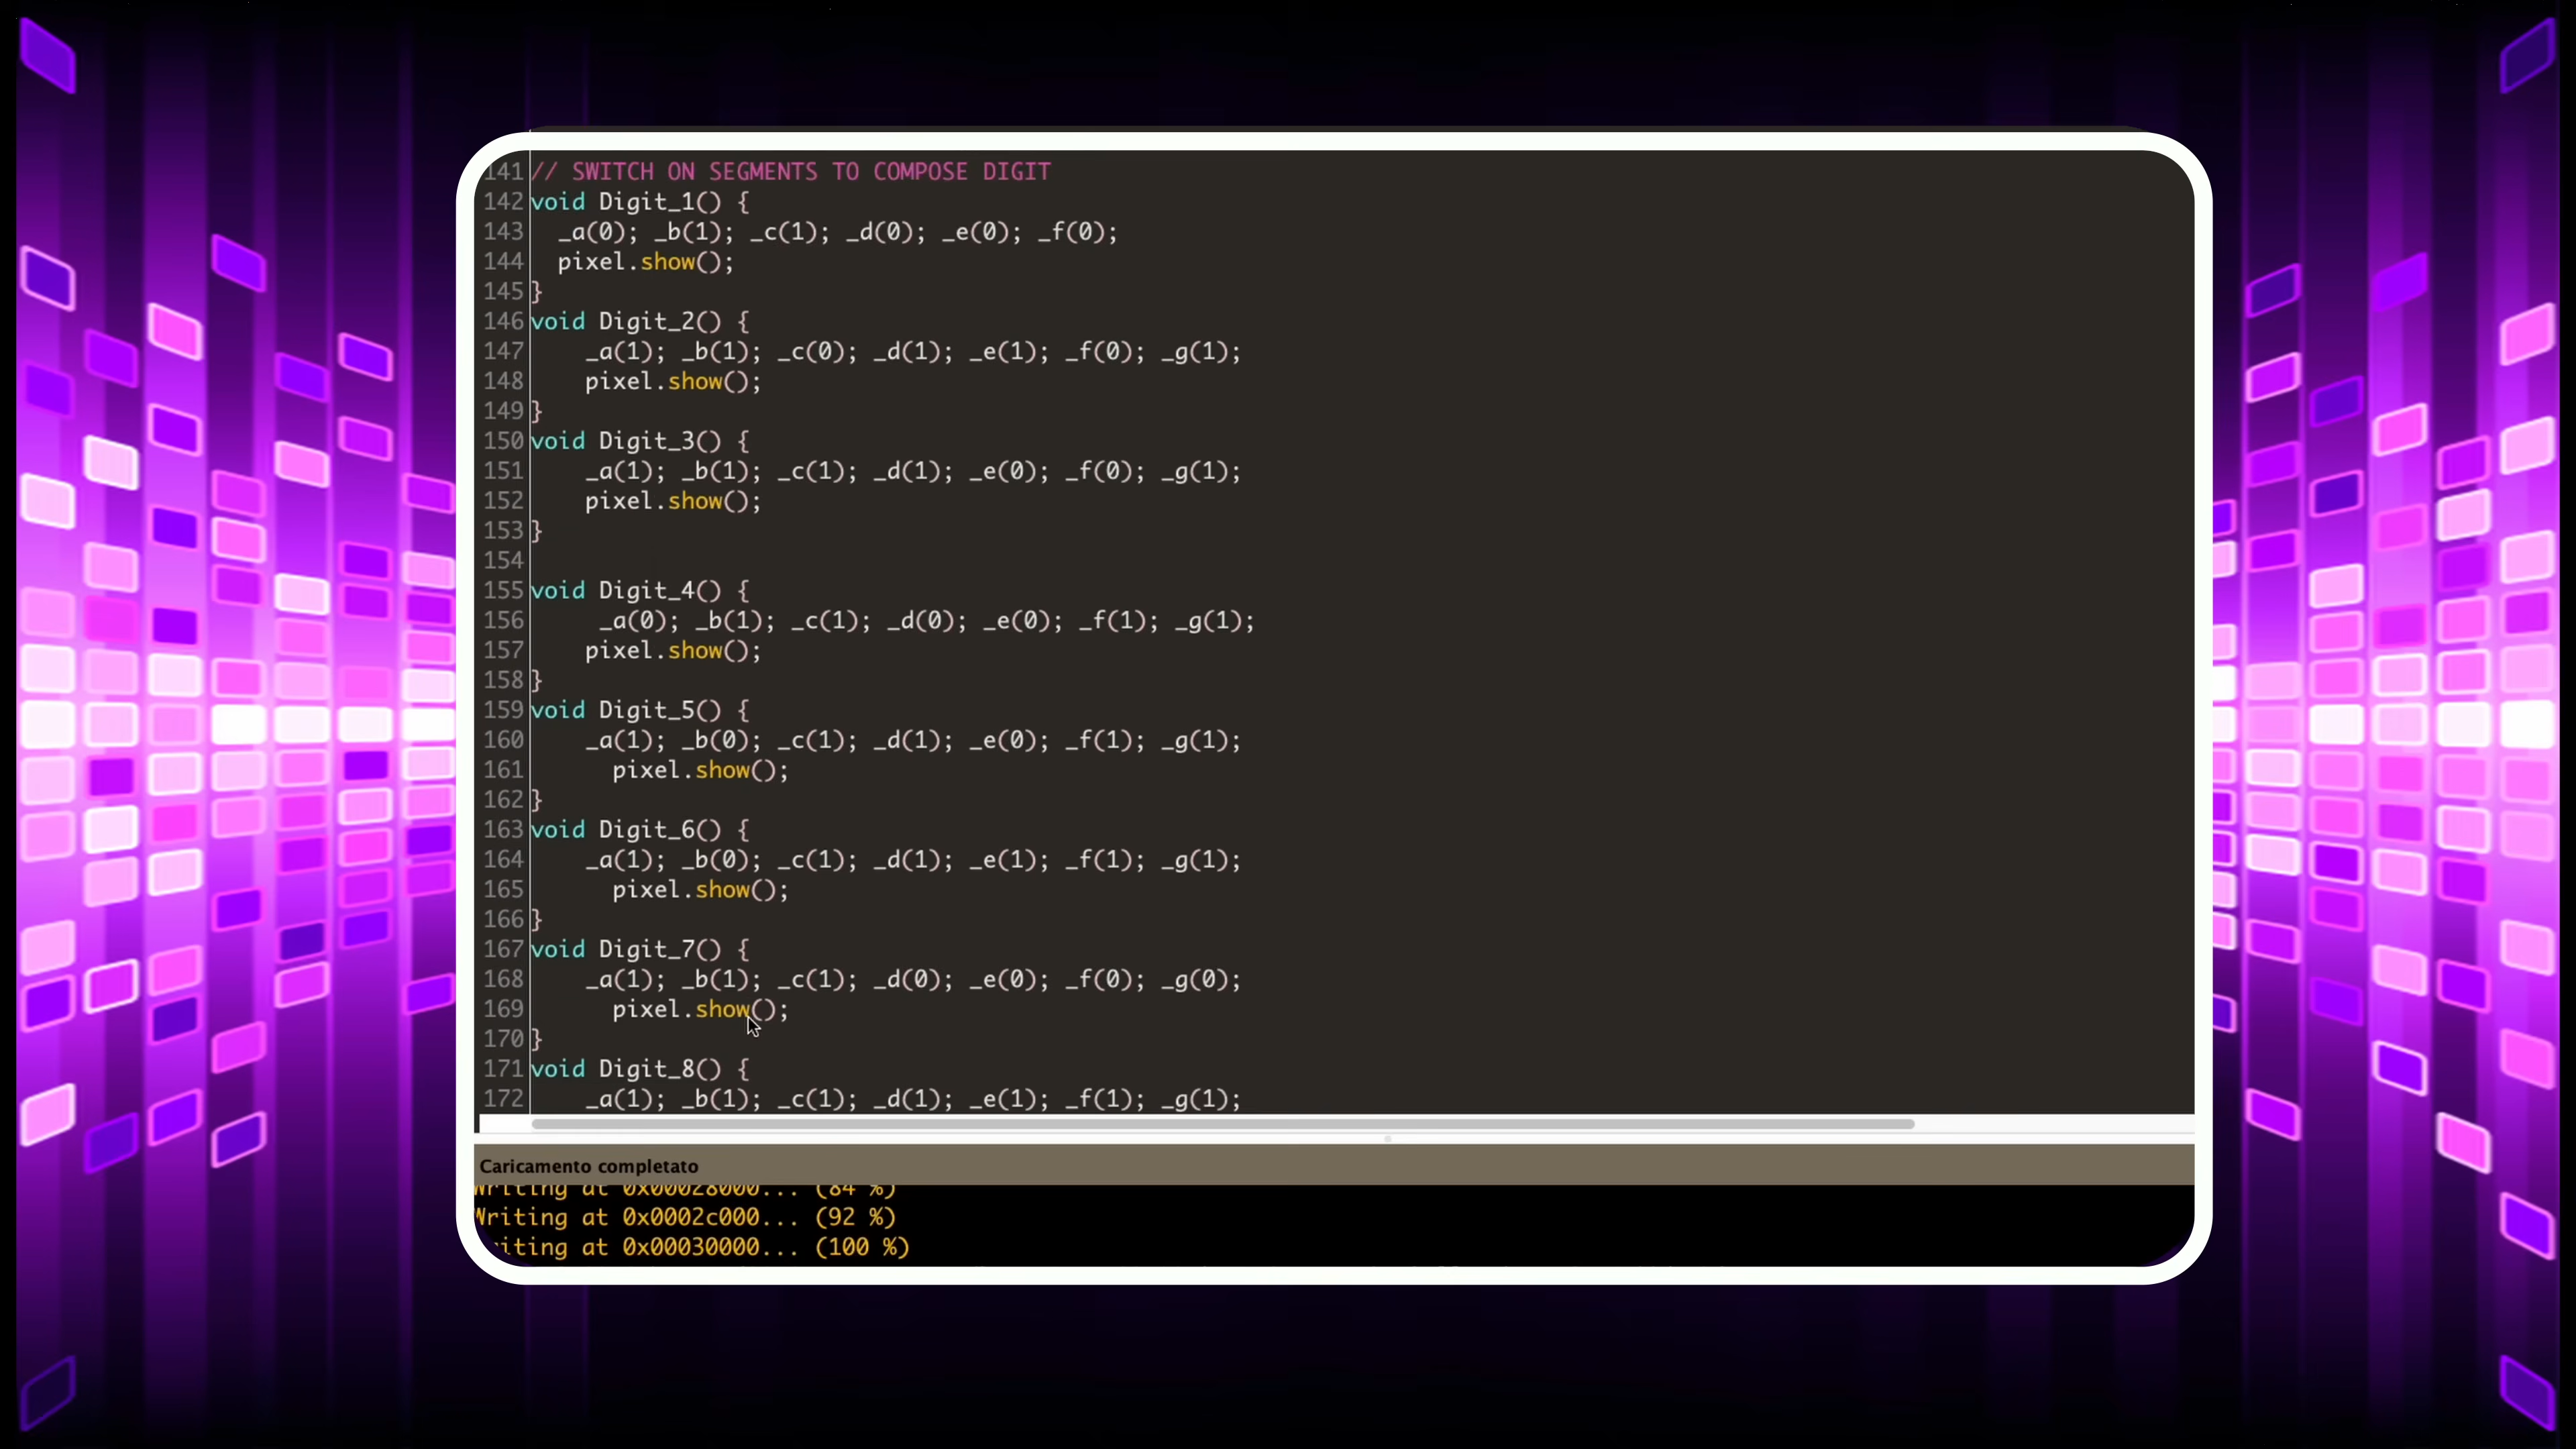 141 // SWITCH ON SEGMENTS TO COMPOSE DIGIT
142 void Digit_1() {
143 _a(0); _b(1); _c(1); _d(0); _e(0); _f(0);
144 pixel.show();
145 }
146 void Digit_2() {
147 _a(1); _b(1); _c(0); _d(1); _e(1); _f(0); _g(1);
148 pixel.show();
149 }
150 void Digit_3() {
151 _a(1); _b(1); _c(1); _d(1); _e(0); _f(0); _g(1);
152 pixel.show();
153 }
154
155 void Digit_4() {
156 _a(0); _b(1); _c(1); _d(0); _e(0); _f(1); _g(1);
157 pixel.show();
158 }
159 void Digit_5() {
160 _a(1); _b(0); _c(1); _d(1); _e(0); _f(1); _g(1);
161 pixel.show();
162 }
163 void Digit_6() {
164 _a(1); _b(0); _c(1); _d(1); _e(1); _f(1); _g(1);
165 pixel.show();
166 }
167 void Digit_7() {
168 _a(1); _b(1); _c(1); _d(0); _e(0); _f(0); _g(0);
169 pixel.show();
170 }
171 void Digit_8() {
172 _a(1); _b(1); _c(1); _d(1); _e(1); _f(1); _g(1);
Caricamento completato
Writing at 0x00028000... (84 %)
Writing at 0x0002c000... (92 %)
Writing at 0x00030000... (100 %)